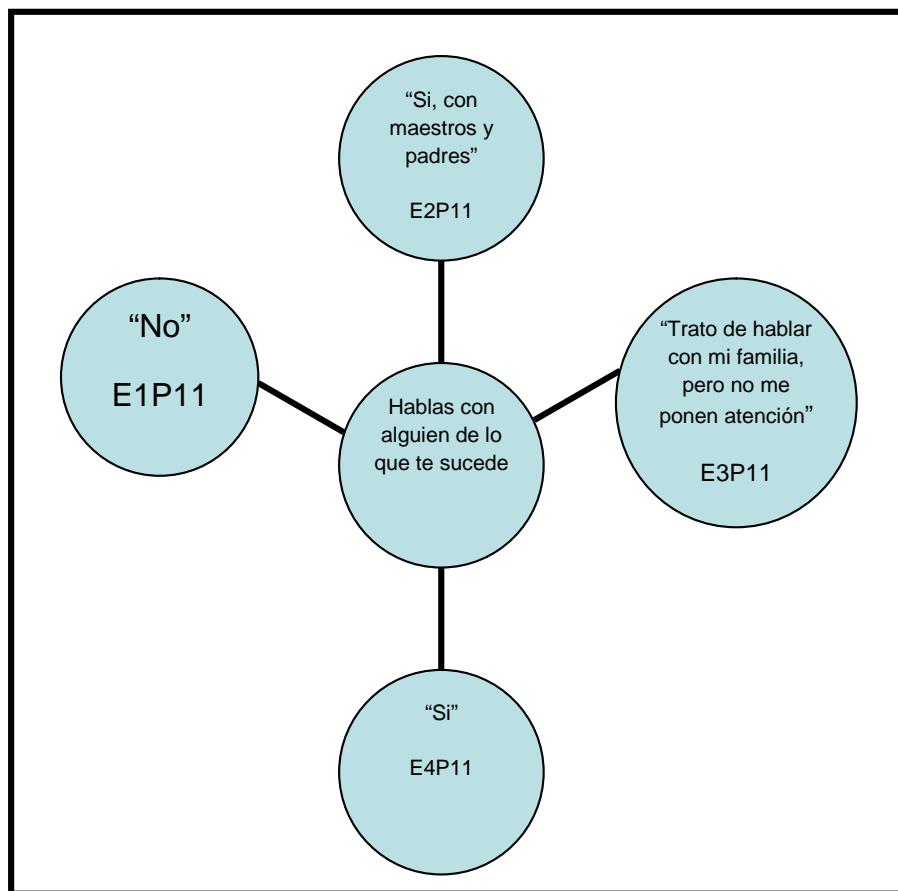 “Si, con
maestros y
padres”
E2P11
“No”
E1P11
“Trato de hablar
con mi familia,
pero no me
ponen atención”
E3P11
Hablas con
alguien de lo
que te sucede
“Si”
E4P11